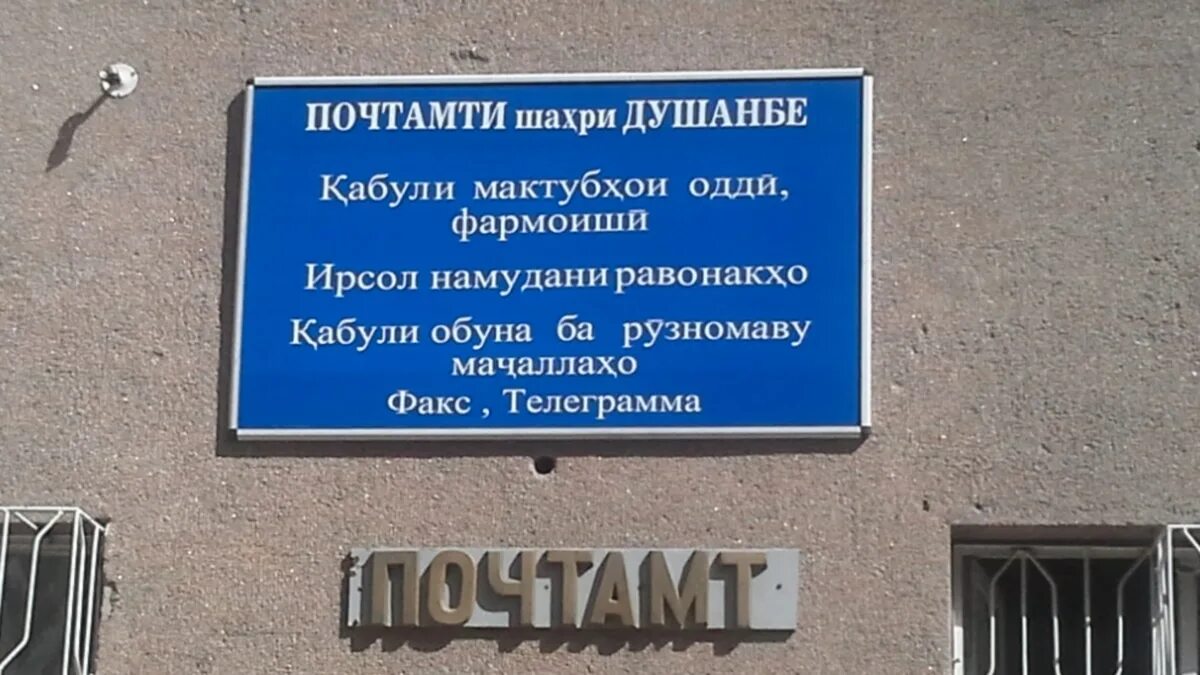 ПОЧТАМТИ шаҳри ДУШАНБЕ
Қабули мактубҳои оддӣ,
фармоишӣ
Ирсол намудани равонакҳо
Қабули обуна ба рӯзномаву
маҷаллаҳо
Факс , Телеграмма
ПОЧТАМТ